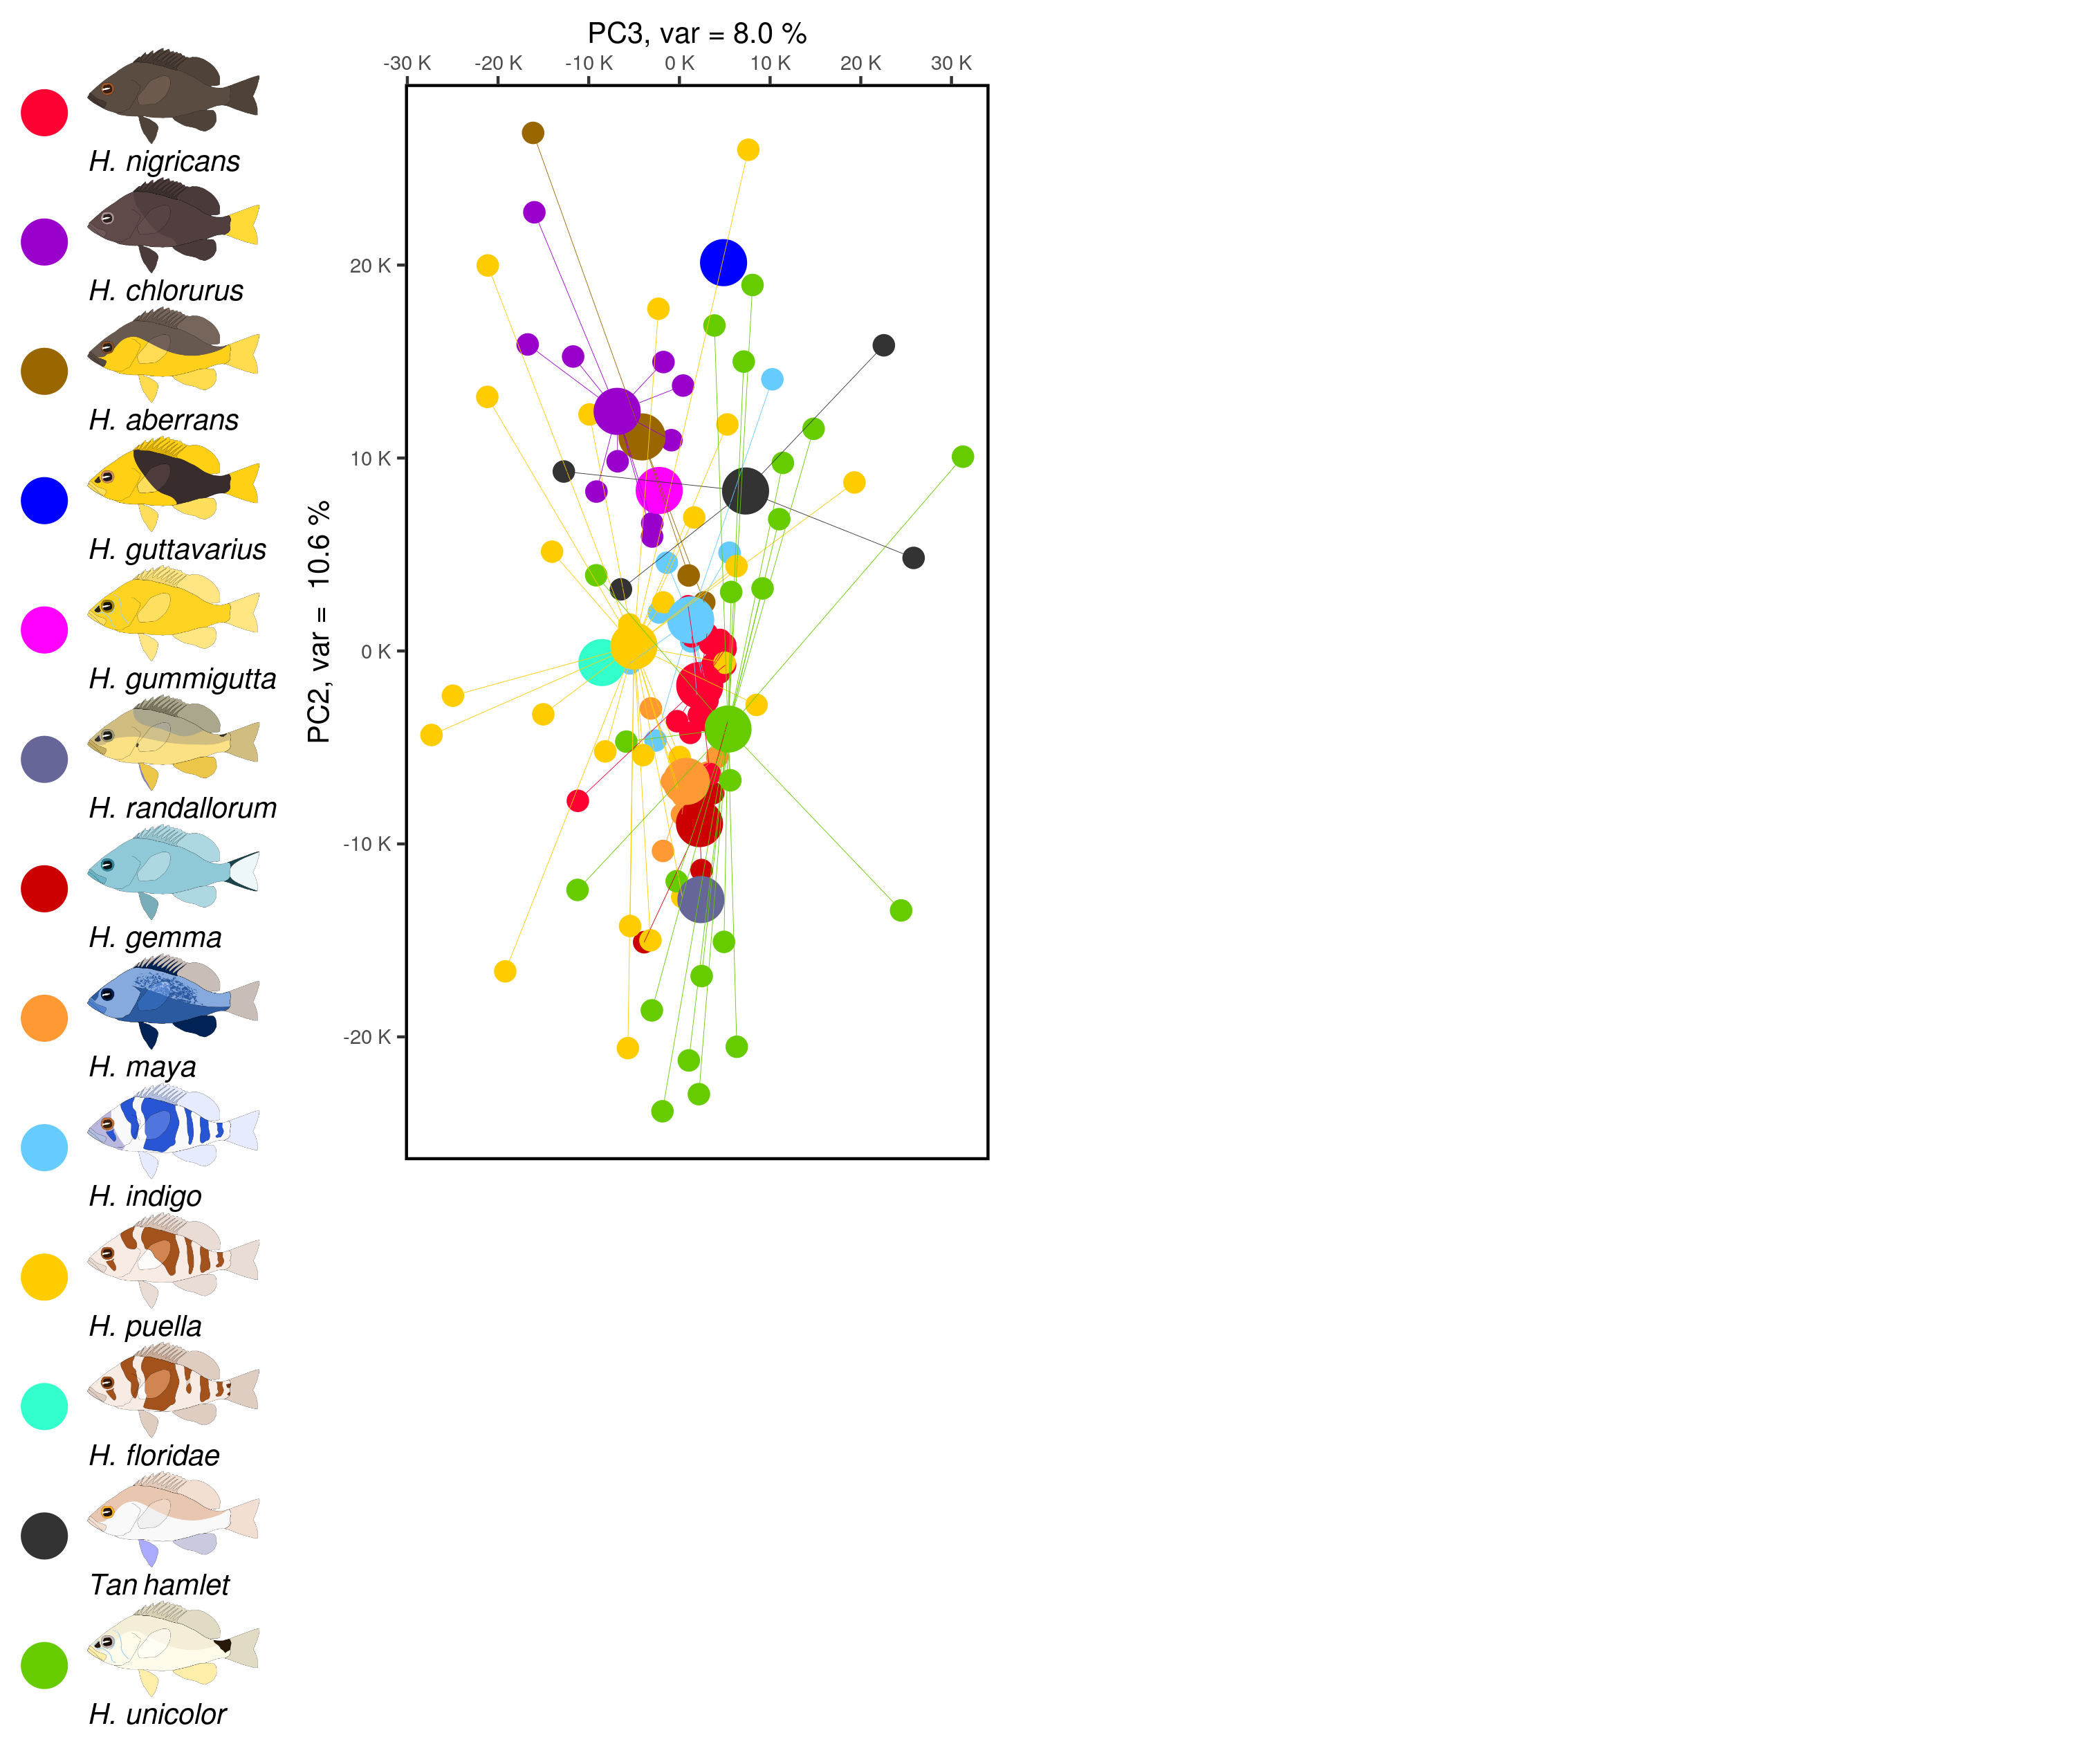 PC3, var = 8.0 %
-30 K -20 K -10 K 0 K 10 K 20 K 30 K
H. nigricans
H. chlorurus
H. aberrans
H. guttavarius
H. gummigutta
H. randallorum
H. gemma
H. maya
H. indigo
H. puella
H. floridae
Tan hamlet
H. unicolor
PC2, var = 10.6 %
20 K
10 K
0 K
-10 K
-20 K